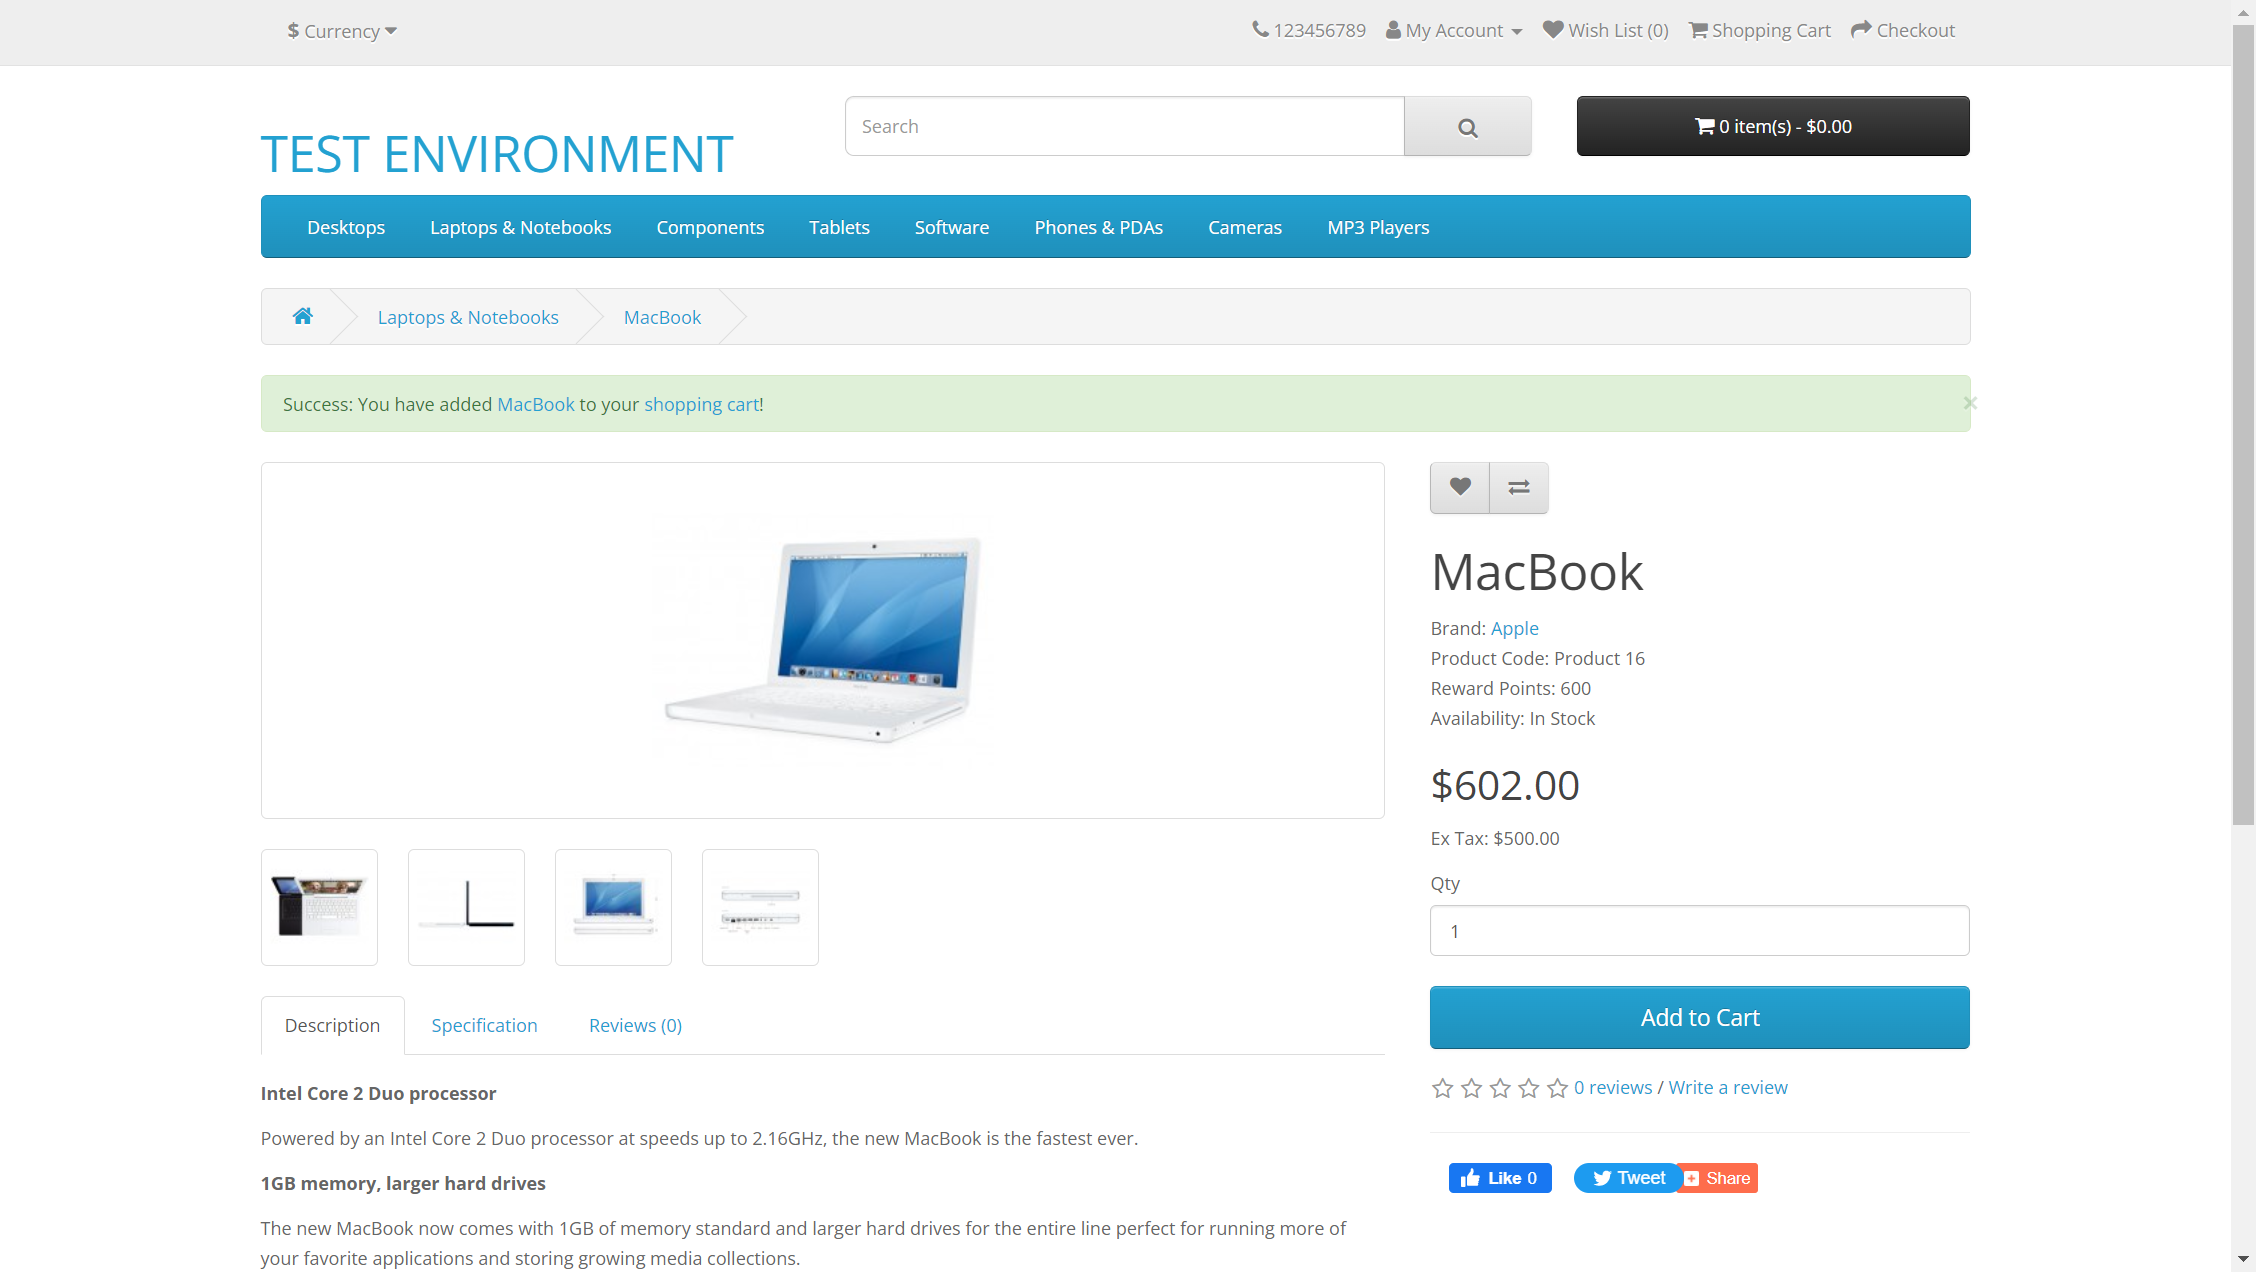 $ Currency
123456789 My Account Wish List (0) Shopping Cart Checkout
TEST ENVIRONMENT
Search
0 item(s) - $0.00
Desktops Laptops & Notebooks Components Tablets Software Phones & PDAs Cameras MP3 Players
Laptops & Notebooks MacBook
Success: You have added MacBook to your shopping cart!
×
MacBook
Brand: Apple
Product Code: Product 16
Reward Points: 600
Availability: In Stock
$602.00
Ex Tax: $500.00
Qty
1
Add to Cart
0 reviews / Write a review
Like 0 Tweet Share
Description Specification Reviews (0)
Intel Core 2 Duo processor
Powered by an Intel Core 2 Duo processor at speeds up to 2.16GHz, the new MacBook is the fastest ever.
1GB memory, larger hard drives
The new MacBook now comes with 1GB of memory standard and larger hard drives for the entire line perfect for running more of
your favorite applications and storing growing media collections.